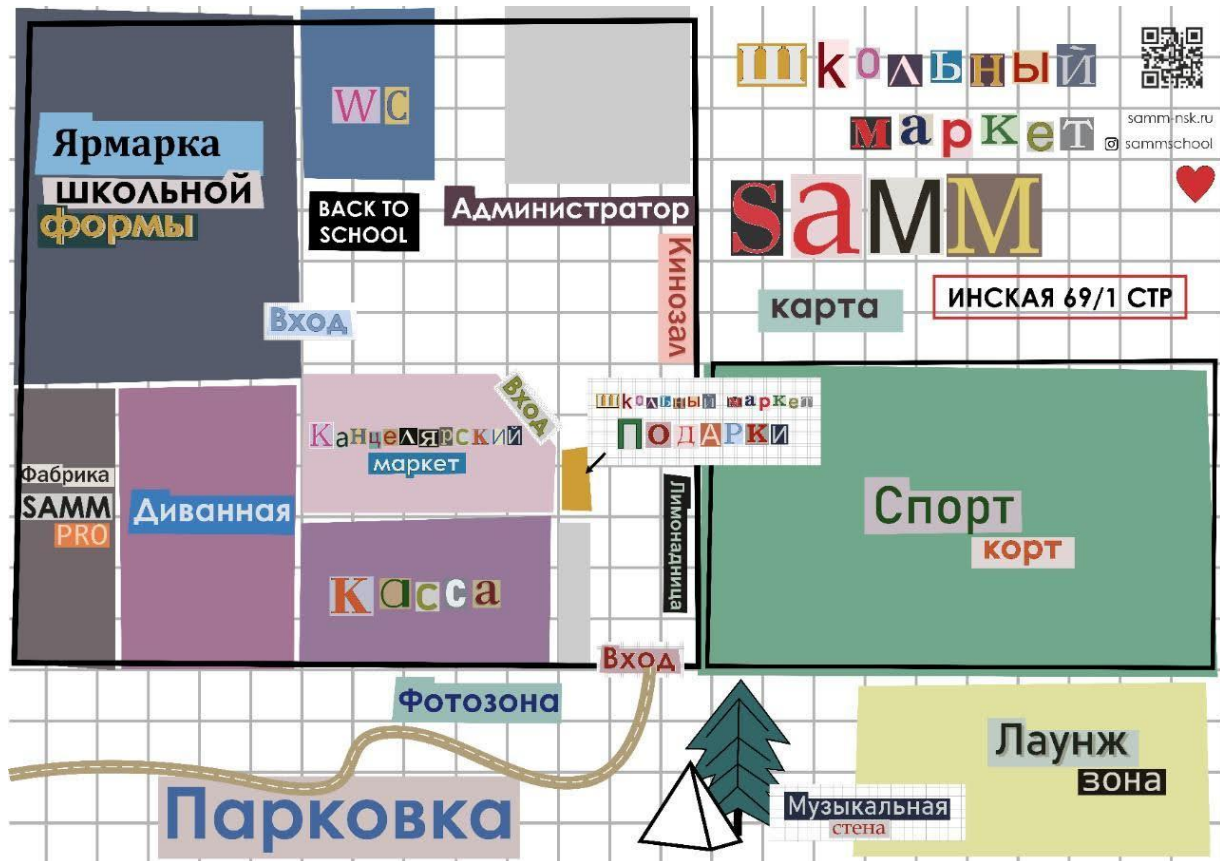 Школьный
маркет
samm-nsk.ru
sammschool
SAMM
карта
ИНСКАЯ 69/1 СТР
Ярмарка
школьной
формы
WC
BACK TO
SCHOOL
Администратор
Кинозал
Вход
Вход
Школьный маркет
Подарки
Канцелярский
маркет
Фабрика
SAMM
PRO
Диванная
Касса
Лимонадница
Спорт
корт
Вход
Фотозона
Парковка
Лаунж
зона
Музыкальная
стена